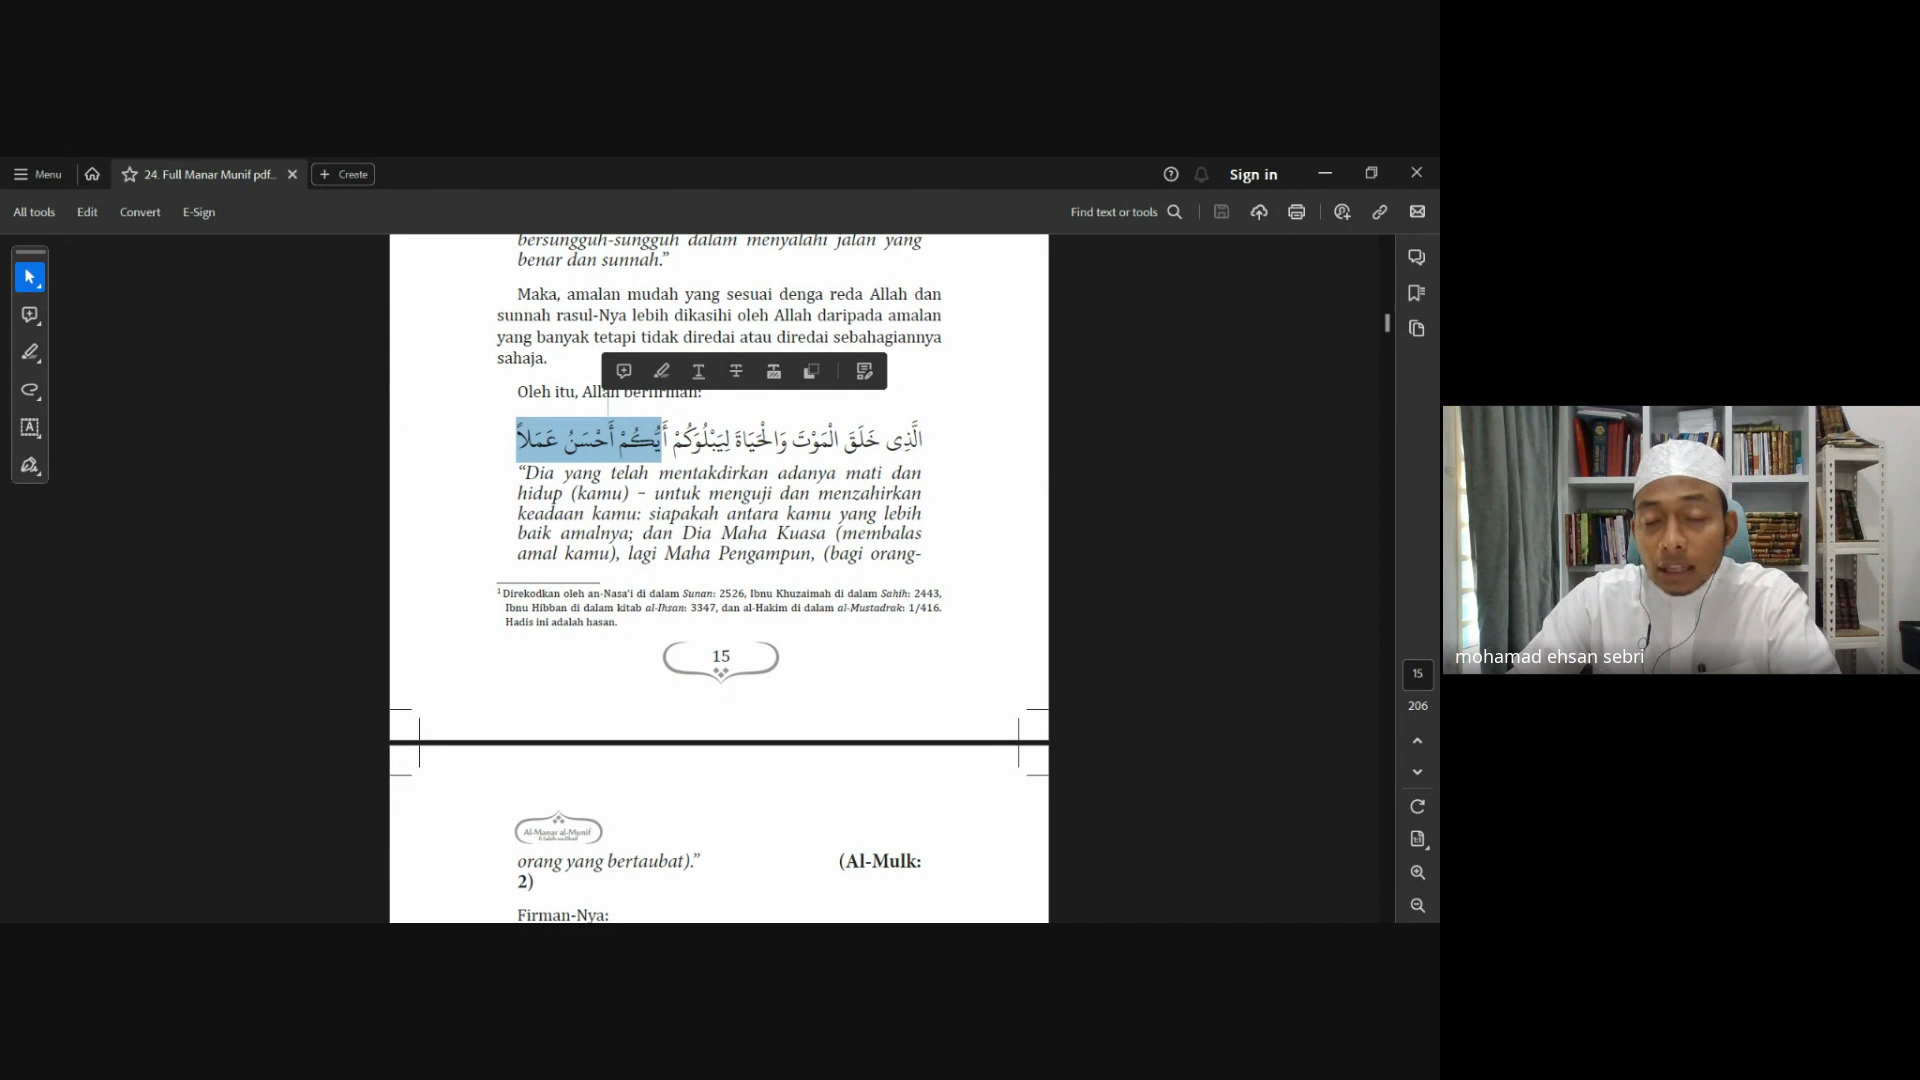 Menu
24. Full Manar Munif pdf...
Create
Sign in
All tools
Edit
Convert
E-Sign
Find text or tools
bersungguh-sungguh dalam menyalahi jalan yang
benar dan sunnah.”
Maka, amalan mudah yang sesuai denga reda Allah dan
sunnah rasul-Nya lebih dikasihi oleh Allah daripada amalan
yang banyak tetapi tidak diredai atau diredai sebahagiannya
sahaja.
Oleh itu, Allah berfirman:
الَّذِى خَلَقَ الْمَوْتَ وَالْحَيَاةَ لِيَبْلُوَكُمْ أَيُّكُمْ أَحْسَنُ عَمَلاً
“Dia yang telah mentakdirkan adanya mati dan
hidup (kamu) – untuk menguji dan menzahirkan
keadaan kamu: siapakah antara kamu yang lebih
baik amalnya; dan Dia Maha Kuasa (membalas
amal kamu), lagi Maha Pengampun, (bagi orang-
1 Direkodkan oleh an-Nasa’i di dalam Sunan: 2526, Ibnu Khuzaimah di dalam Sahih: 2443,
Ibnu Hibban di dalam kitab al-Ihsan: 3347, dan al-Hakim di dalam al-Mustadrak: 1/416.
Hadis ini adalah hasan.
15
Al-Manar al-Munif
orang yang bertaubat).” (Al-Mulk:
2)
Firman-Nya:
15
206
mohamad ehsan sebri